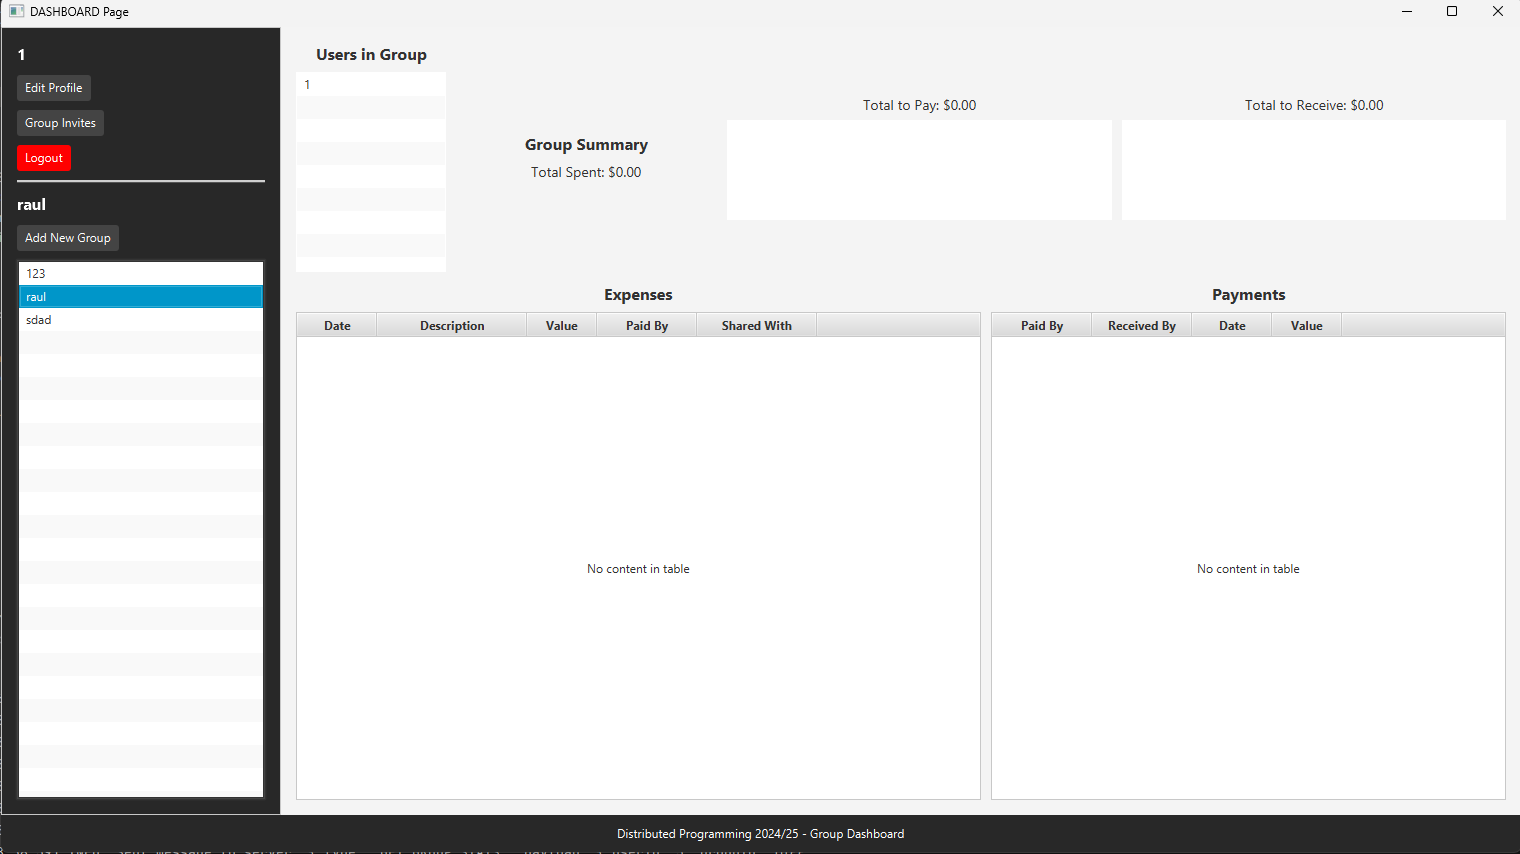 DASHBOARD Page
1
Edit Profile
Group Invites
Logout
raul
Add New Group
123
raul
sdad
Users in Group
1
Group Summary
Total Spent: $0.00
Total to Pay: $0.00
Total to Receive: $0.00
Expenses
Date Description Value Paid By Shared With
No content in table
Payments
Paid By Received By Date Value
No content in table
Distributed Programming 2024/25 - Group Dashboard